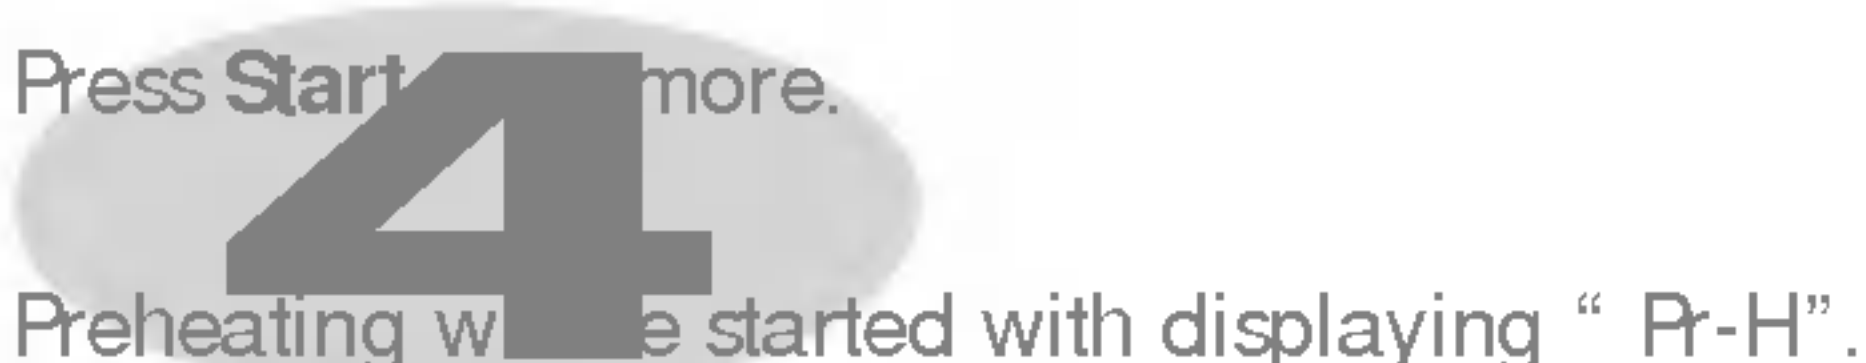 Press Start more.
4
Preheating started with displaying “ Pr-H” .